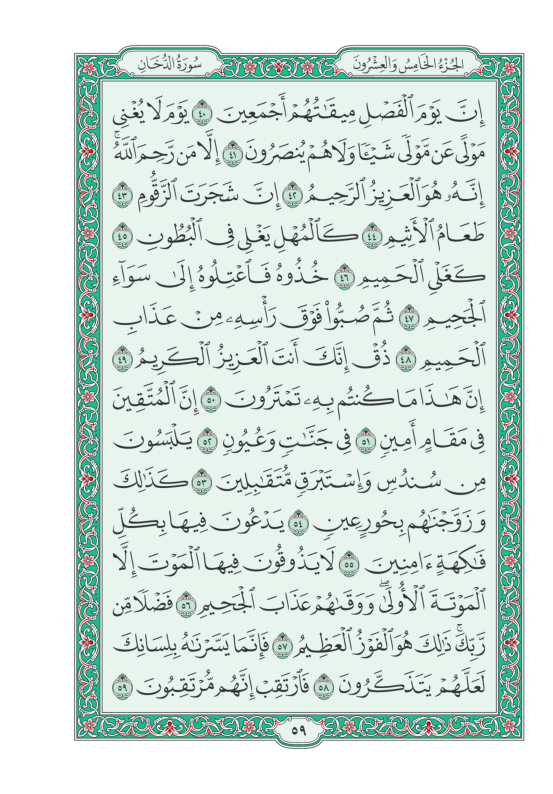 الجُزْءُ الخَامِسُ وَالعِشْرُونَ
سُورَةُ الدُّخَانِ
إِنَّ يَوْمَ ٱلْفَصْلِ مِيقَٰتُهُمْ أَجْمَعِينَ ٤٠ يَوْمَ لَا يُغْنِى
مَوْلًى عَن مَّوْلًى شَيْـًٔا وَلَا هُمْ يُنصَرُونَ ٤١ إِلَّا مَن رَّحِمَ ٱللَّهُۚ
إِنَّهُۥ هُوَ ٱلْعَزِيزُ ٱلرَّحِيمُ ٤٢ إِنَّ شَجَرَتَ ٱلزَّقُّومِ ٤٣
طَعَامُ ٱلْأَثِيمِ ٤٤ كَٱلْمُهْلِ يَغْلِى فِى ٱلْبُطُونِ ٤٥
كَغَلْىِ ٱلْحَمِيمِ ٤٦ خُذُوهُ فَٱعْتِلُوهُ إِلَىٰ سَوَآءِ
ٱلْجَحِيمِ ٤٧ ثُمَّ صُبُّوا۟ فَوْقَ رَأْسِهِۦ مِنْ عَذَابِ
ٱلْحَمِيمِ ٤٨ ذُقْ إِنَّكَ أَنتَ ٱلْعَزِيزُ ٱلْكَرِيمُ ٤٩
إِنَّ هَٰذَا مَا كُنتُم بِهِۦ تَمْتَرُونَ ٥٠ إِنَّ ٱلْمُتَّقِينَ
فِى مَقَامٍ أَمِينٍ ٥١ فِى جَنَّٰتٍ وَعُيُونٍ ٥٢ يَلْبَسُونَ
مِن سُندُسٍ وَإِسْتَبْرَقٍ مُّتَقَٰبِلِينَ ٥٣ كَذَٰلِكَ
وَزَوَّجْنَٰهُم بِحُورٍ عِينٍ ٥٤ يَدْعُونَ فِيهَا بِكُلِّ
فَٰكِهَةٍ ءَامِنِينَ ٥٥ لَا يَذُوقُونَ فِيهَا ٱلْمَوْتَ إِلَّا
ٱلْمَوْتَةَ ٱلْأُولَىٰۖ وَوَقَىٰهُمْ عَذَابَ ٱلْجَحِيمِ ٥٦ فَضْلًا مِّن
رَّبِّكَۚ ذَٰلِكَ هُوَ ٱلْفَوْزُ ٱلْعَظِيمُ ٥٧ فَإِنَّمَا يَسَّرْنَٰهُ بِلِسَانِكَ
لَعَلَّهُمْ يَتَذَكَّرُونَ ٥٨ فَٱرْتَقِبْ إِنَّهُم مُّرْتَقِبُونَ ٥٩
٥٩